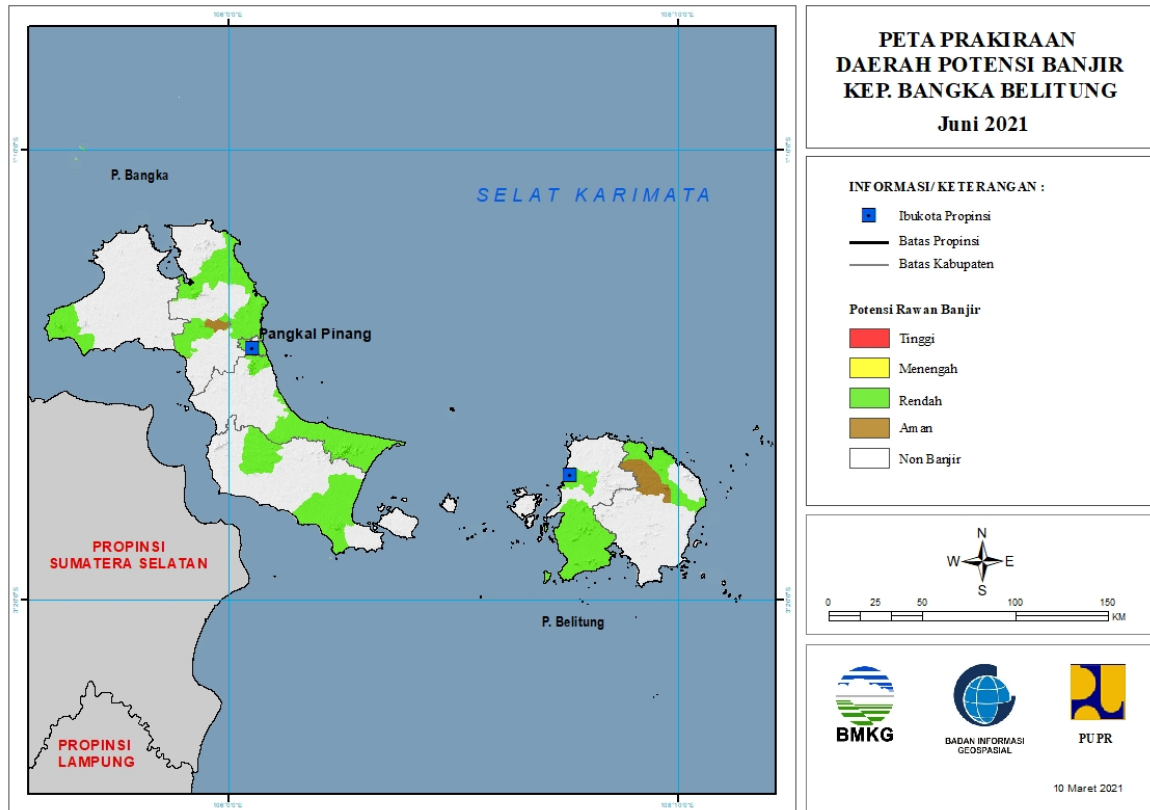 PETA PRAKIRAAN
DAERAH POTENSI BANJIR
KEP. BANGKA BELITUNG
Juni 2021
P. Bangka
SELAT KARIMATA
Pangkal Pinang
P. Belitung
PROPINSI
SUMATERA SELATAN
PROPINSI
LAMPUNG
INFORMASI/ KETERANGAN :
Ibukota Propinsi
Batas Propinsi
Batas Kabupaten
Potensi Rawan Banjir
Tinggi
Menengah
Rendah
Aman
Non Banjir
N
W E
S
0 25 50 100 150
KM
BMKG
BADAN INFORMASI
GEOSPASIAL
PUPR
10 Maret 2021